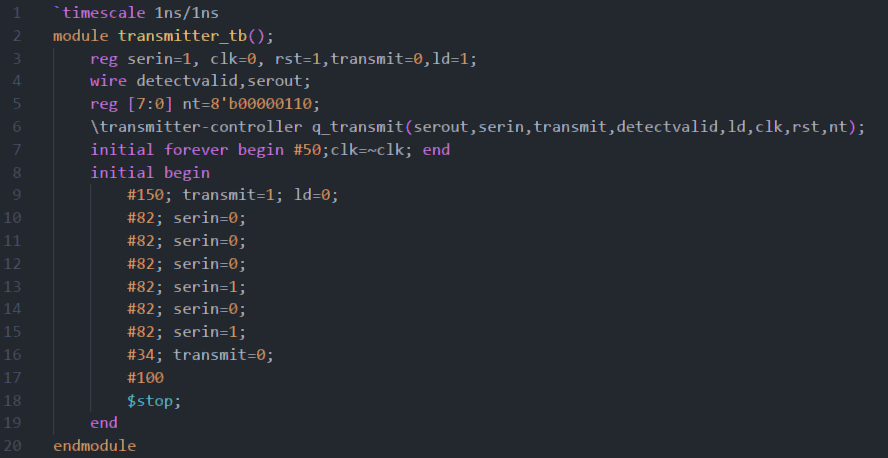 1 `timescale 1ns/1ns
2 module transmitter_tb();
3 reg serin=1, clk=0, rst=1,transmit=0,ld=1;
4 wire detectvalid,serout;
5 reg [7:0] nt=8'b00000110;
6 \transmitter-controller q_transmit(serout,serin,transmit,detectvalid,ld,clk,rst,nt);
7 initial forever begin #50;clk=~clk; end
8 initial begin
9 #150; transmit=1; ld=0;
10 #82; serin=0;
11 #82; serin=0;
12 #82; serin=0;
13 #82; serin=1;
14 #82; serin=0;
15 #82; serin=1;
16 #34; transmit=0;
17 #100
18 $stop;
19 end
20 endmodule